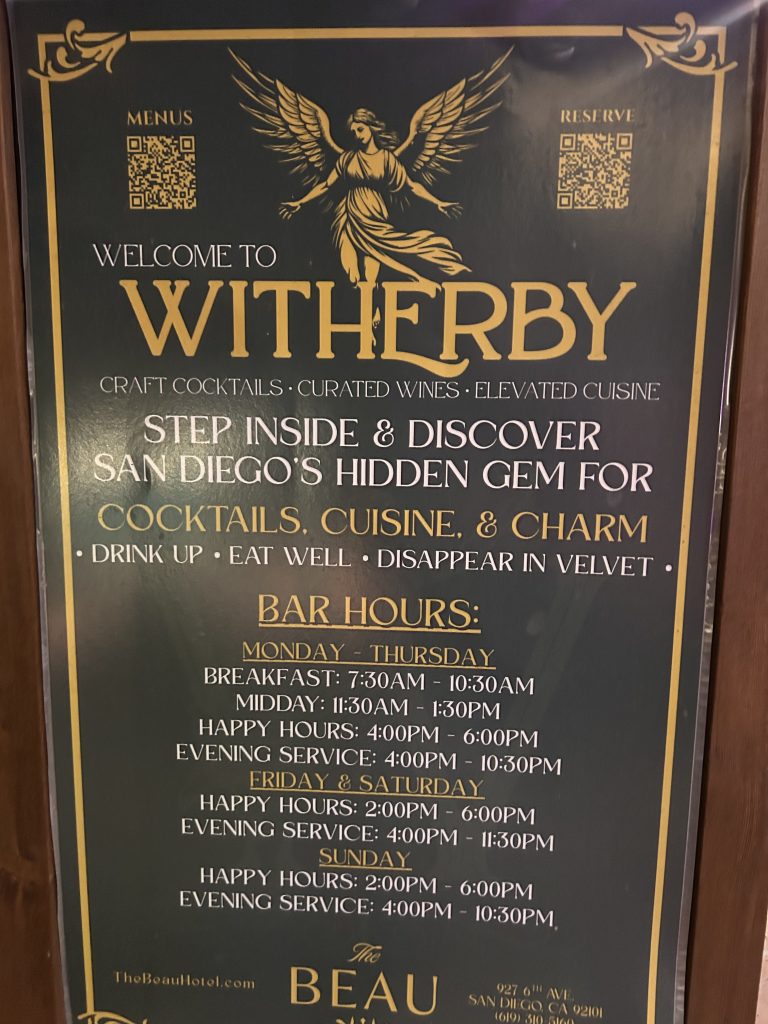 MENUS
RESERVE
WELCOME TO
WITHERBY
CRAFT COCKTAILS · CURATED WINES · ELEVATED CUISINE
STEP INSIDE & DISCOVER
SAN DIEGO'S HIDDEN GEM FOR
COCKTAILS, CUISINE, & CHARM
• DRINK UP • EAT WELL • DISAPPEAR IN VELVET •
BAR HOURS:
MONDAY - THURSDAY
BREAKFAST: 7:30AM - 10:30AM
MIDDAY: 11:30AM - 1:30PM
HAPPY HOURS: 4:00PM - 6:00PM
EVENING SERVICE: 4:00PM - 10:30PM
FRIDAY & SATURDAY
HAPPY HOURS: 2:00PM - 6:00PM
EVENING SERVICE: 4:00PM - 11:30PM
SUNDAY
HAPPY HOURS: 2:00PM - 6:00PM
EVENING SERVICE: 4:00PM - 10:30PM
TheBeauHotel.com
The
BEAU
927 6TH AVE,
SAN DIEGO, CA 92101
(619) 310 5160